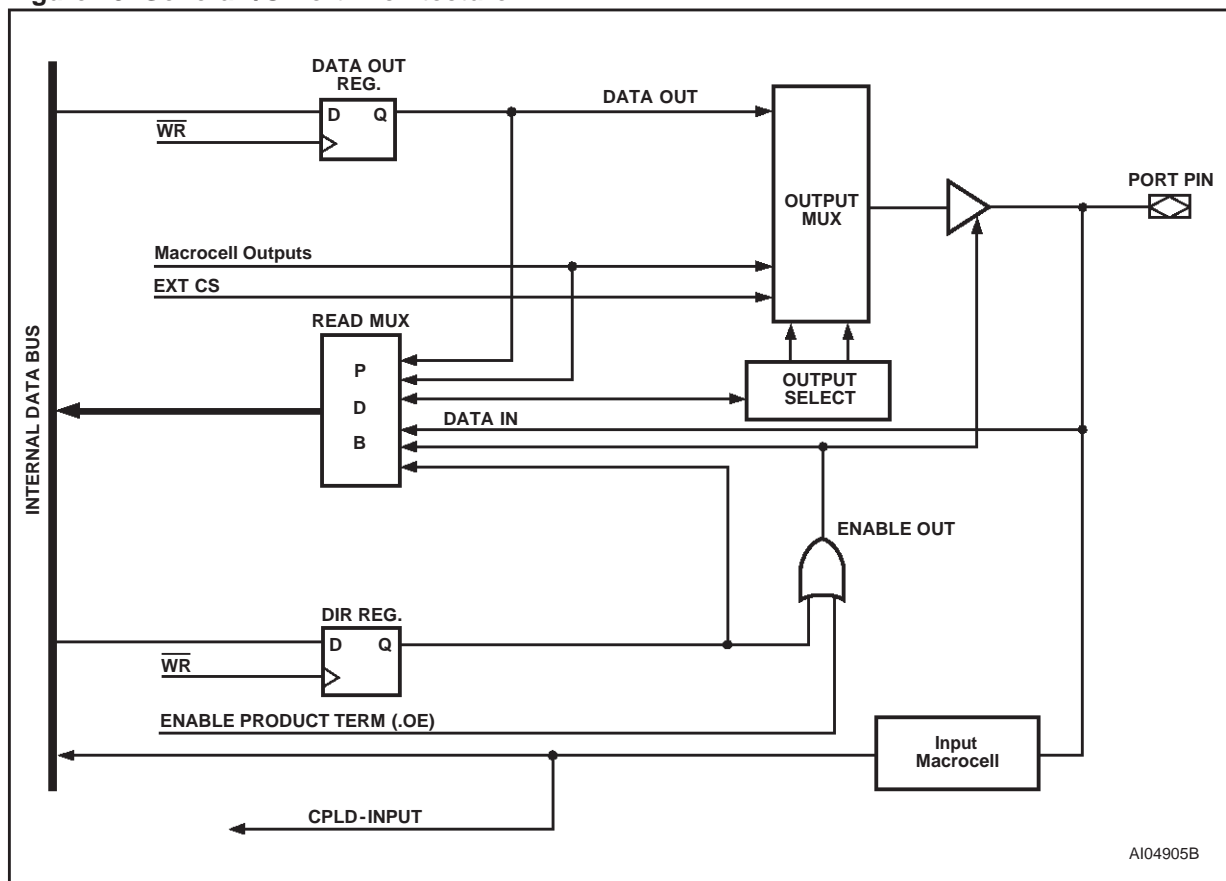 DATA OUT
REG.
D Q
WR
DATA OUT
OUTPUT
MUX
PORT PIN
Macrocell Outputs
EXT CS
READ MUX
P
D
B
OUTPUT
SELECT
DATA IN
INTERNAL DATA BUS
ENABLE OUT
DIR REG.
D Q
WR
ENABLE PRODUCT TERM (.OE)
Input
Macrocell
CPLD-INPUT
AI04905B